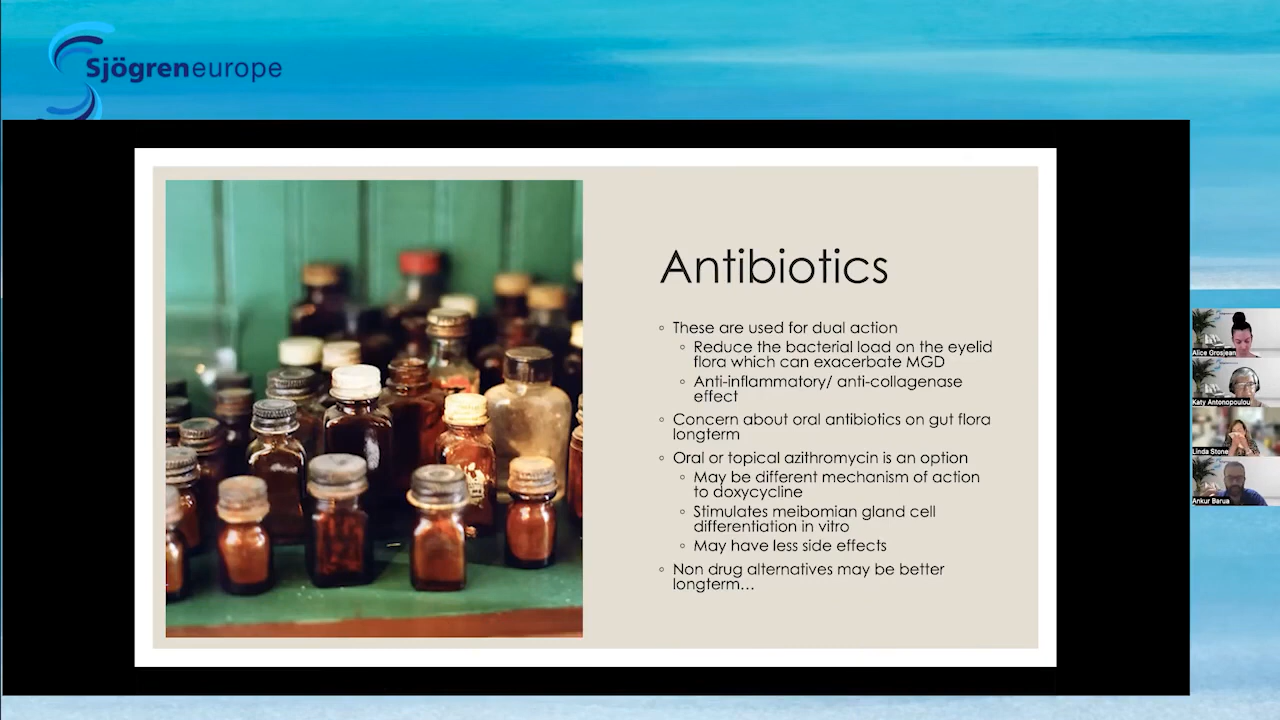 Sjögreneurope
Antibiotics
◦ These are used for dual action
◦ Reduce the bacterial load on the eyelid
flora which can exacerbate MGD
◦ Anti-inflammatory/ anti-collagenase
effect
◦ Concern about oral antibiotics on gut flora
longterm
◦ Oral or topical azithromycin is an option
◦ May be different mechanism of action
to doxycycline
◦ Stimulates meibomian gland cell
differentiation in vitro
◦ May have less side effects
◦ Non drug alternatives may be better
longterm…
Alice Grosjean
Katy Antonopoulou
Linda Stone
Ankur Barua